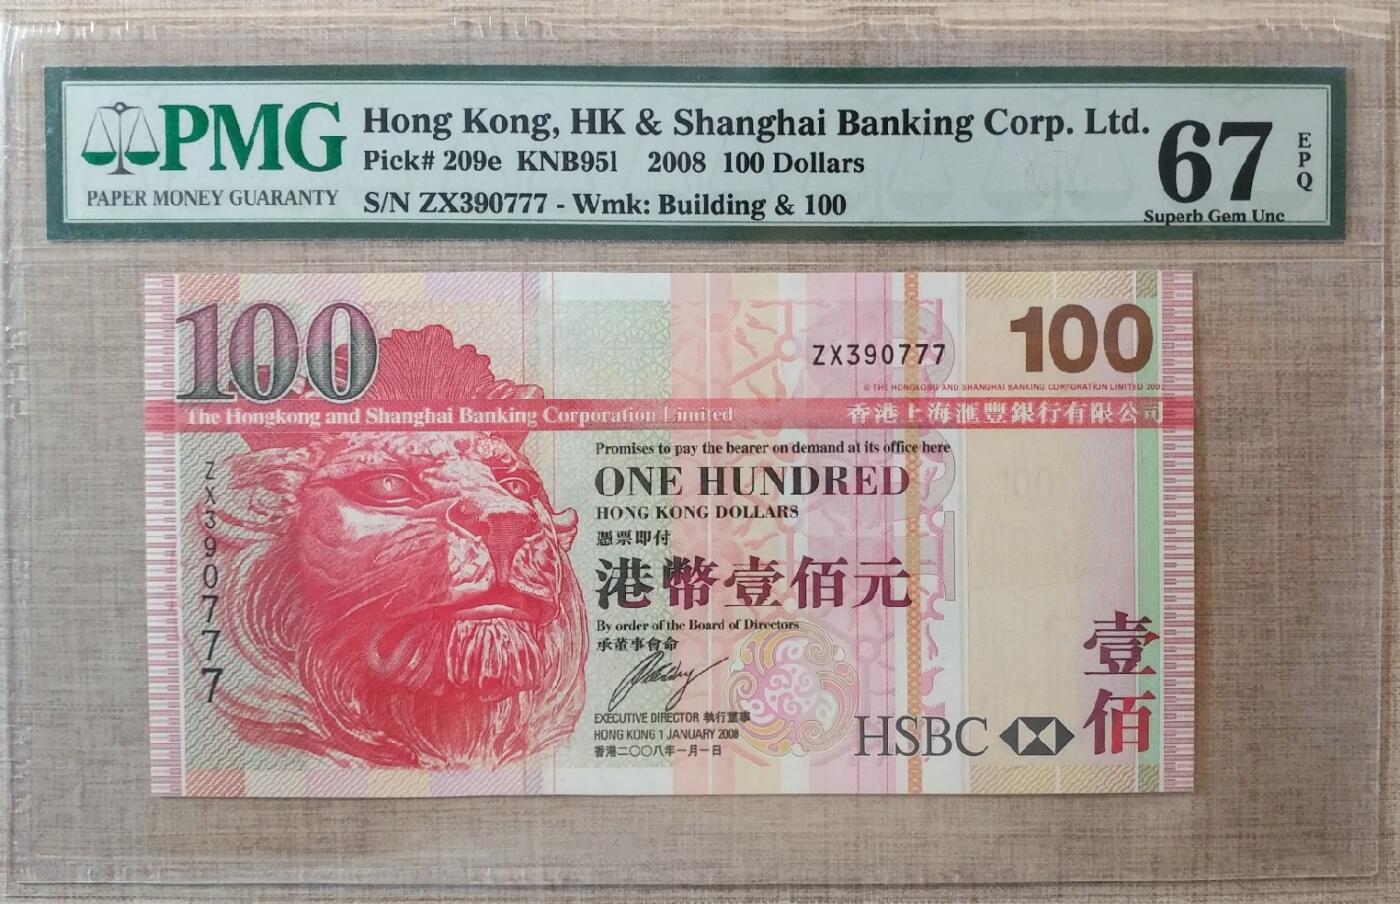 PMG
PAPER MONEY GUARANTY
Hong Kong, HK & Shanghai Banking Corp. Ltd.
Pick# 209e KNB95l 2008 100 Dollars
S/N ZX390777 - Wmk: Building & 100
67
EPQ
Superb Gem Unc
100
ZX390777
100
© THE HONGKONG AND SHANGHAI BANKING CORPORATION LIMITED
The Hongkong and Shanghai Banking Corporation Limited
香港上海滙豐銀行有限公司
ZX390777
Promises to pay the bearer on demand at its office here
ONE HUNDRED
HONG KONG DOLLARS
憑票即付
港幣壹佰元
By order of the Board of Directors
承董事會命
EXECUTIVE DIRECTOR 執行董事
HONG KONG 1 JANUARY 2008
香港二〇〇八年一月一日
HSBC
壹佰